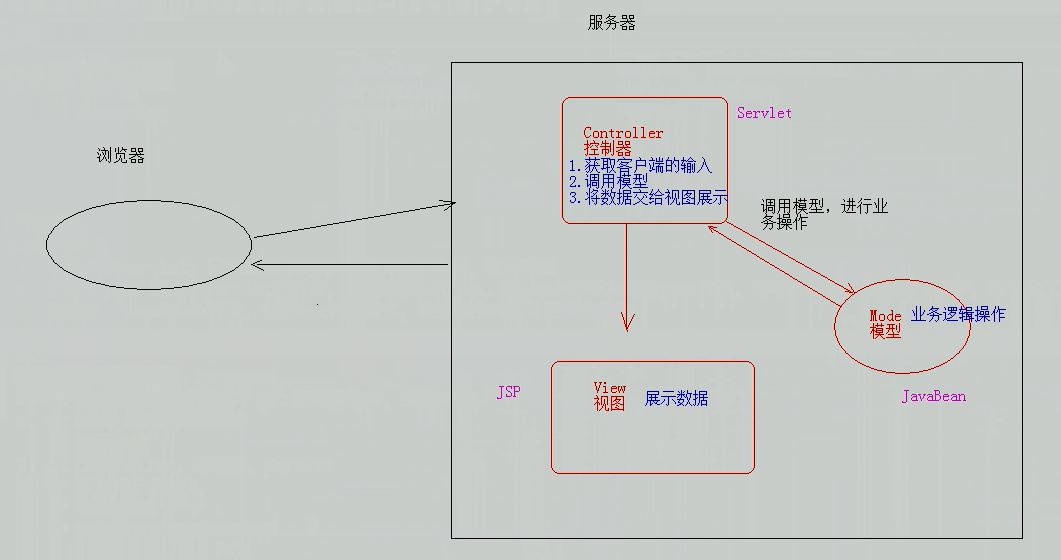 服务器
Servlet
Controller
控制器
1.获取客户端的输入
2.调用模型
3.将数据交给视图展示
浏览器
调用模型，进行业
务操作
Mode 业务逻辑操作
模型
JSP
View
视图 展示数据
JavaBean